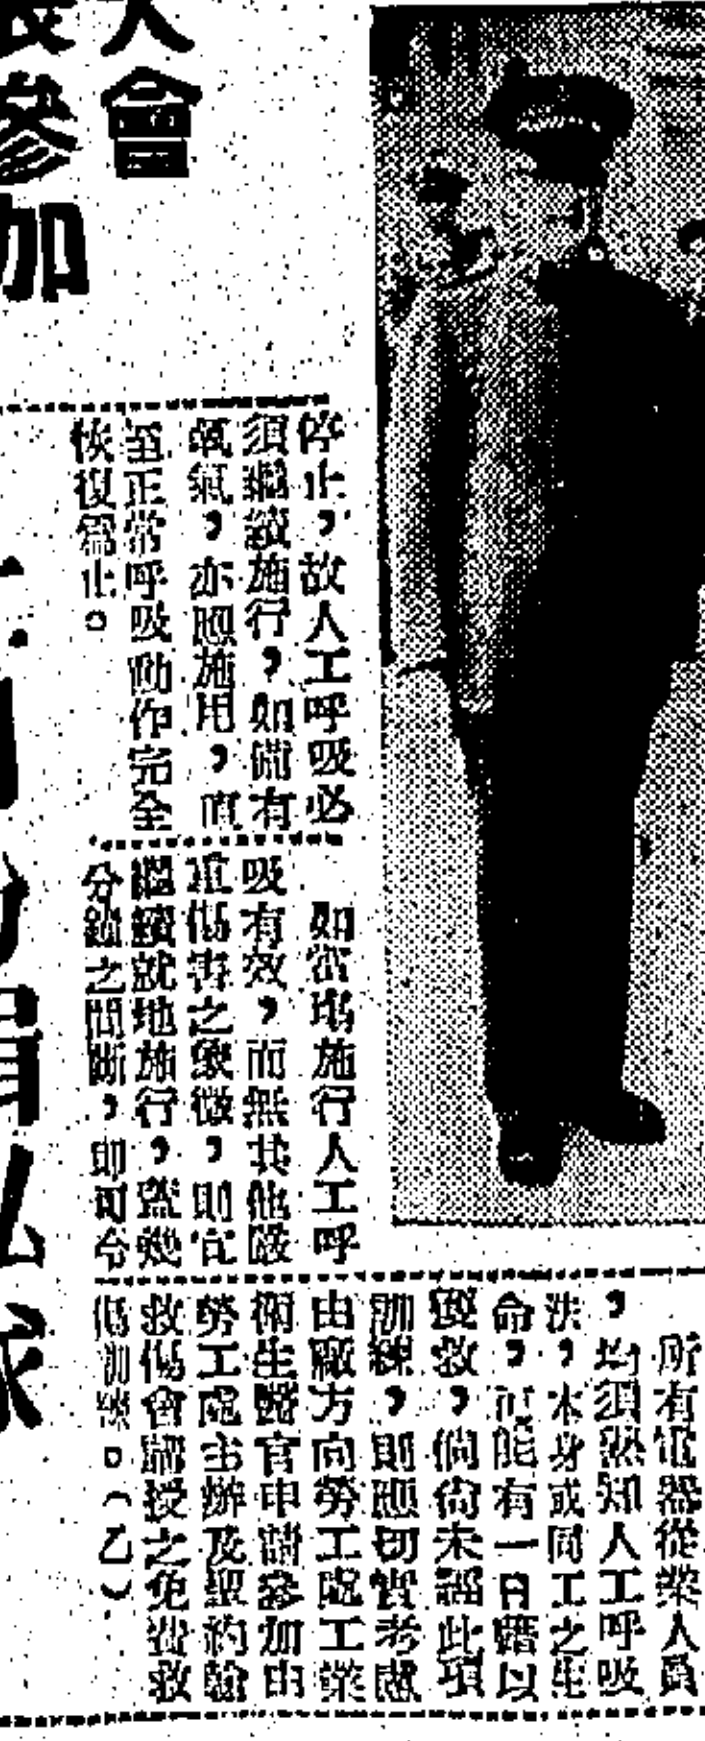 人會
表參加
停止，故人工呼吸必
須繼續施行，如備有
氧氣，亦應施用，直
至正常呼吸動作完全
恢復爲止。
如當塲施行人工呼
吸有效，而無其他嚴
重傷害之象徵，則宜
繼續就地施行，蓋幾
分鐘之間斷，即可令
所有電器從業人員
，均須熟知人工呼吸
法，本身或同工之生
命，可能有一日賴以
獲救，倘尚未諳此項
訓練，則應切實考慮
由廠方向勞工處工業
衛生醫官申請參加由
勞工處主辦及聖約翰
救傷會講授之免費救
傷訓練。（乙）